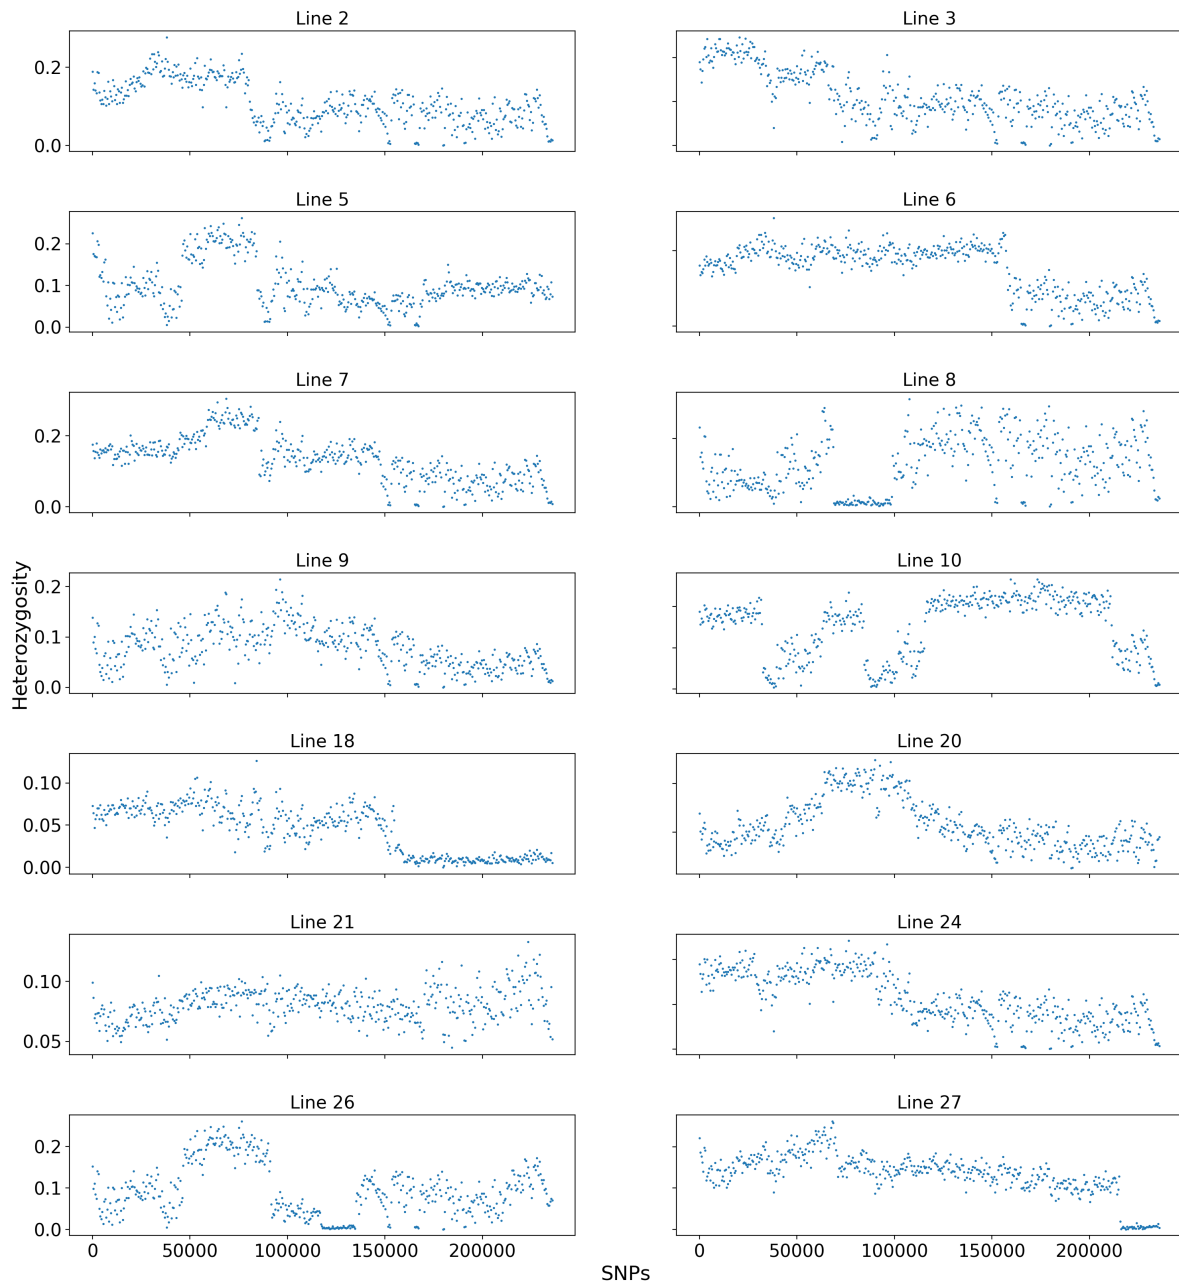 Line 2
Line 3
0.2
0.0
Line 5
Line 6
0.2
0.1
0.0
Line 7
Line 8
0.2
0.0
Line 9
Line 10
0.2
0.1
0.0
Heterozygosity
Line 18
Line 20
0.10
0.05
0.00
Line 21
Line 24
0.10
0.05
Line 26
Line 27
0.2
0.1
0.0
0 50000 100000 150000 200000
0 50000 100000 150000 200000
SNPs